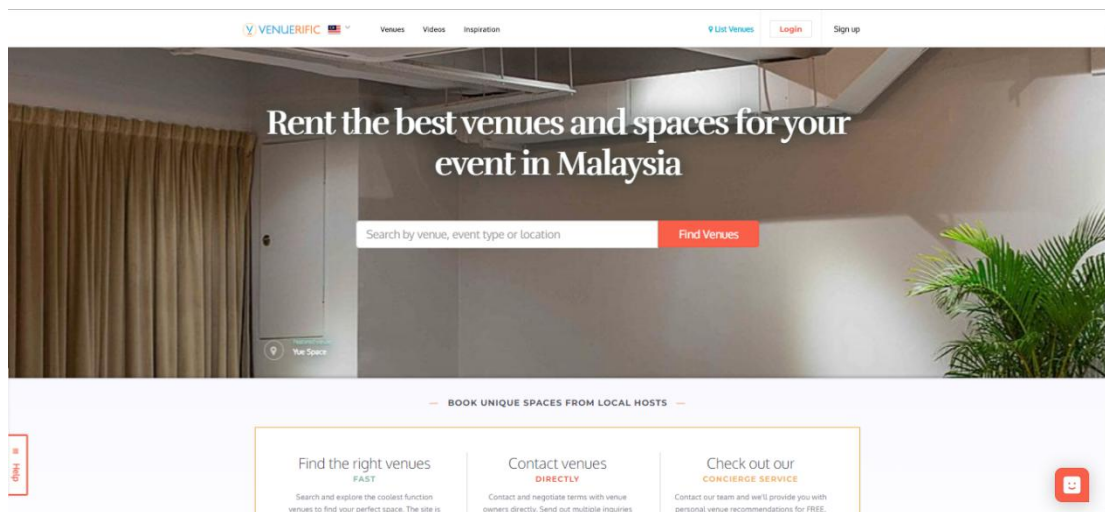 VENUERIFIC
Venues
Videos
Inspiration
List Venues
Login
Sign up
Rent the best venues and spaces for your
event in Malaysia
Search by venue, event type or location
Find Venues
Yue Space
BOOK UNIQUE SPACES FROM LOCAL HOSTS
Find the right venues
FAST
Search and explore the coolest function
venues to find your perfect space. The site is
Contact venues
DIRECTLY
Contact and negotiate terms with venue
owners directly. Send out multiple inquiries
Check out our
CONCIERGE SERVICE
Contact our team and we'll provide you with
personal venue recommendations for FREE.
Help